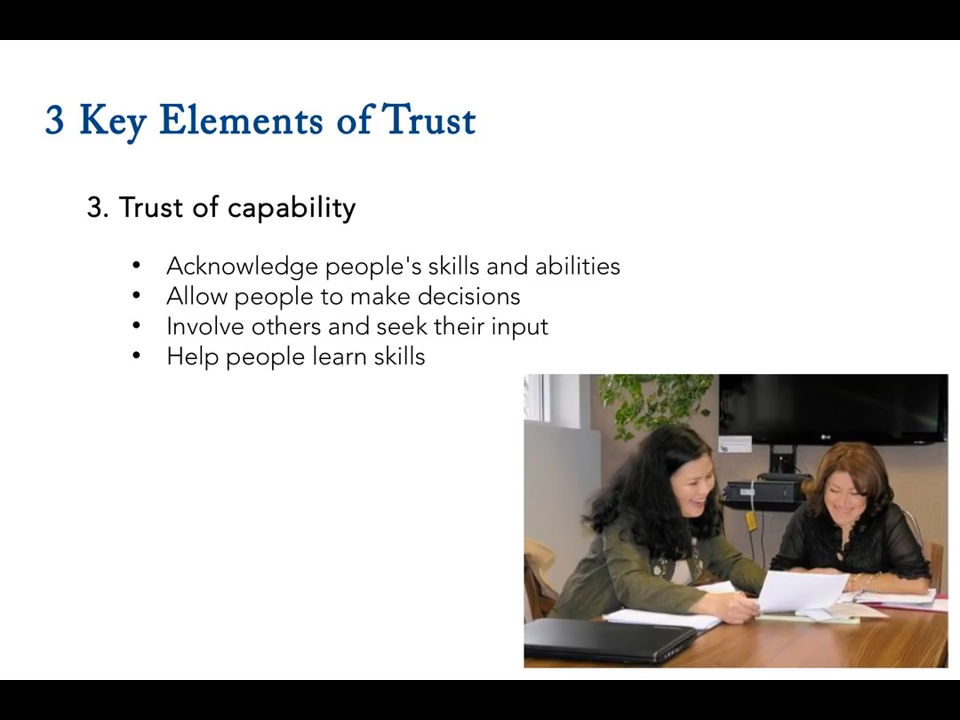 3 Key Elements of Trust
3. Trust of capability
• Acknowledge people's skills and abilities
• Allow people to make decisions
• Involve others and seek their input
• Help people learn skills
LG